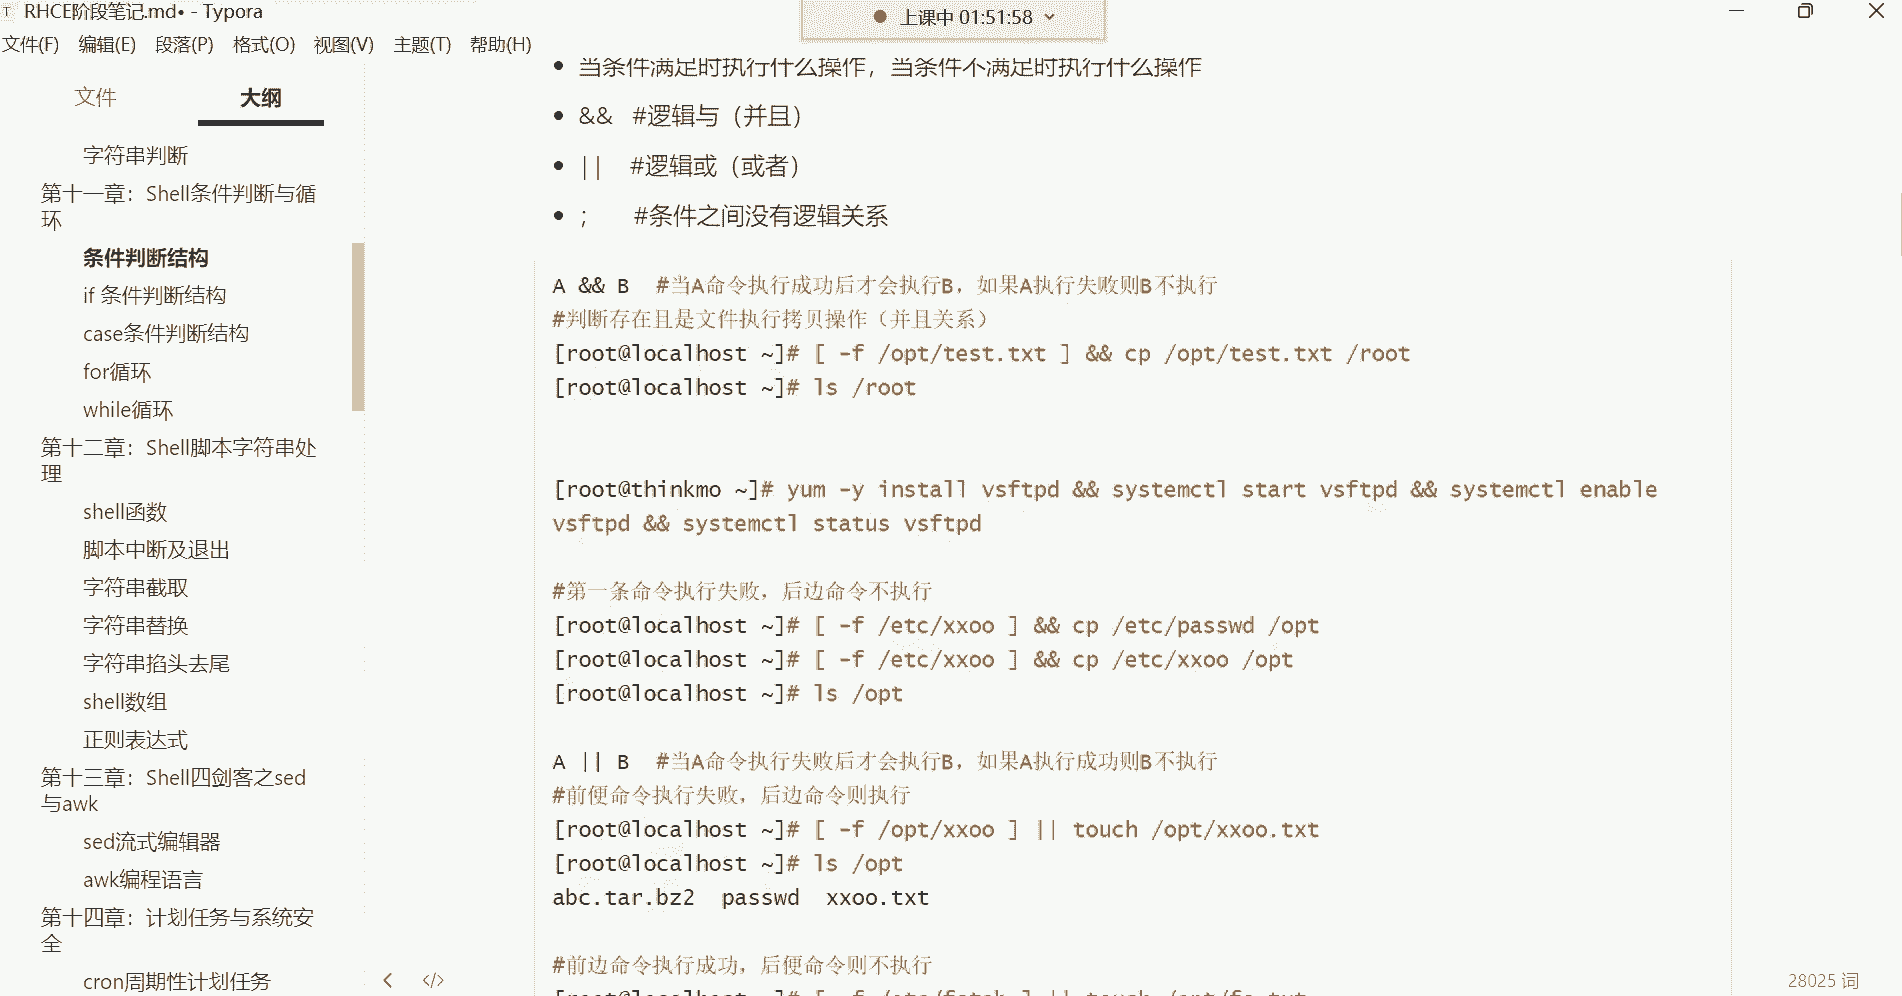 RHCE阶段笔记.md• - Typora
上课中 01:51:58
文件(F) 编辑(E) 段落(P) 格式(O) 视图(V) 主题(T) 帮助(H)
文件 大纲
字符串判断
第十一章：Shell条件判断与循
环
条件判断结构
if 条件判断结构
case条件判断结构
for循环
while循环
第十二章：Shell脚本字符串处
理
shell函数
脚本中断及退出
字符串截取
字符串替换
字符串掐头去尾
shell数组
正则表达式
第十三章：Shell四剑客之sed
与awk
sed流式编辑器
awk编程语言
第十四章：计划任务与系统安
全
cron周期性计划任务
• 当条件满足时执行什么操作，当条件不满足时执行什么操作
• && #逻辑与（并且）
• || #逻辑或（或者）
• ; #条件之间没有逻辑关系
A && B #当A命令执行成功后才会执行B，如果A执行失败则B不执行
#判断存在且是文件执行拷贝操作（并且关系）
[root@localhost ~]# [ -f /opt/test.txt ] && cp /opt/test.txt /root
[root@localhost ~]# ls /root
[root@thinkmo ~]# yum -y install vsftpd && systemctl start vsftpd && systemctl enable
vsftpd && systemctl status vsftpd
#第一条命令执行失败，后边命令不执行
[root@localhost ~]# [ -f /etc/xxoo ] && cp /etc/passwd /opt
[root@localhost ~]# [ -f /etc/xxoo ] && cp /etc/xxoo /opt
[root@localhost ~]# ls /opt
A || B #当A命令执行失败后才会执行B，如果A执行成功则B不执行
#前便命令执行失败，后边命令则执行
[root@localhost ~]# [ -f /opt/xxoo ] || touch /opt/xxoo.txt
[root@localhost ~]# ls /opt
abc.tar.bz2 passwd xxoo.txt
#前边命令执行成功，后便命令则不执行
28025 词